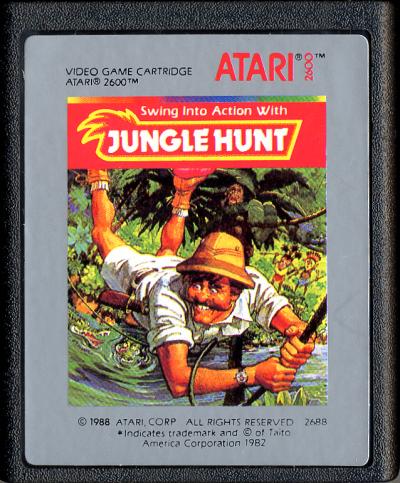 VIDEO GAME CARTRIDGE
ATARI® 2600™
ATARI® 2600™
Swing Into Action With
JUNGLE HUNT
© 1988 ATARI, CORP ALL RIGHTS RESERVED 2688
*Indicates trademark and © of Taito
America Corporation 1982